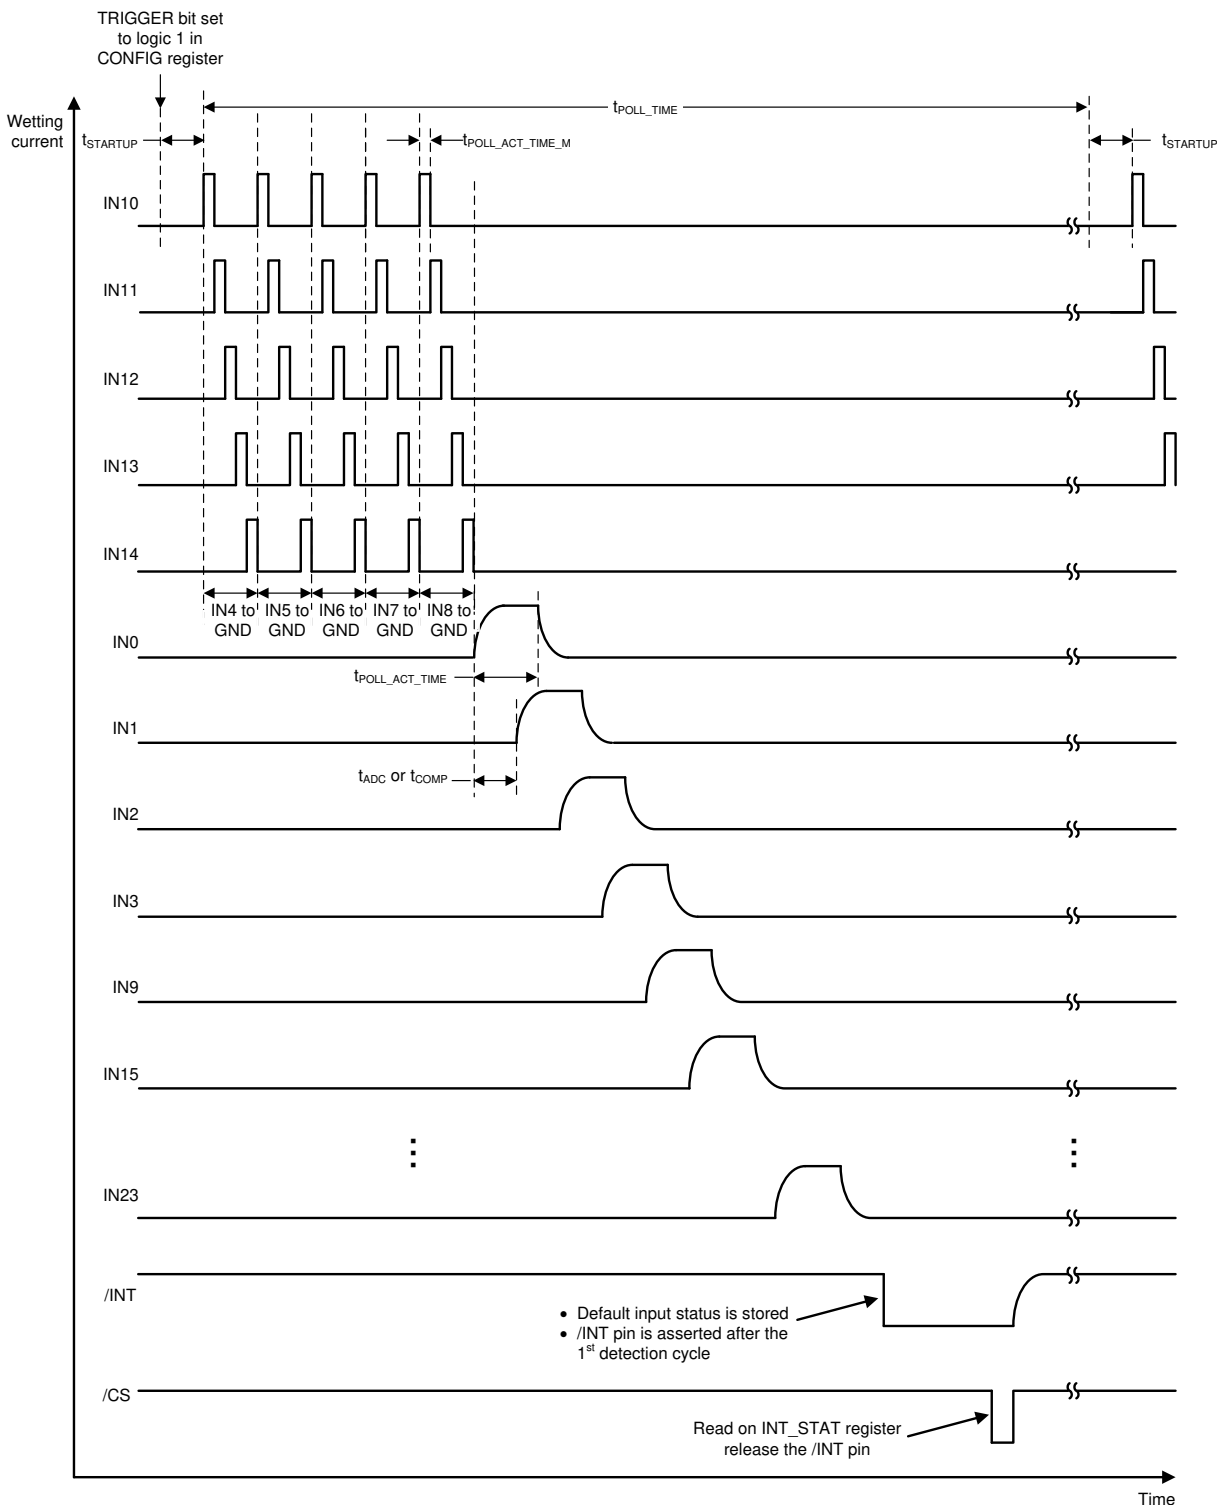 TRIGGER bit set
to logic 1 in
CONFIG register
Wetting
current
tSTARTUP
tPOLL_TIME
tPOLL_ACT_TIME_M
tSTARTUP
IN10
IN11
IN12
IN13
IN14
IN4 to
GND
IN5 to
GND
IN6 to
GND
IN7 to
GND
IN8 to
GND
IN0
tPOLL_ACT_TIME
IN1
tADC or tCOMP
IN2
IN3
IN9
IN15
IN23
/INT
• Default input status is stored
• /INT pin is asserted after the
1st detection cycle
/CS
Read on INT_STAT register
release the /INT pin
Time